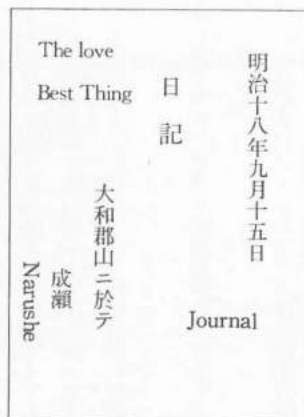 明治十八年九月十五日
日記
Journal
The love
Best Thing
大和郡山ニ於テ
成瀬
Narushe